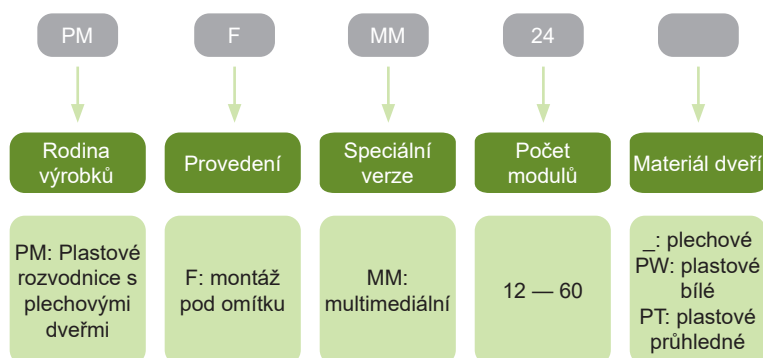 PM
F
MM
24
Rodina
výrobků
Provedení
Speciální
verze
Počet
modulů
Materiál dveří
PM: Plastové
rozvodnice s
plechovými
dveřmi
F: montáž
pod omítku
MM:
multimediální
12 — 60
_: plechové
PW: plastové
bílé
PT: plastové
průhledné